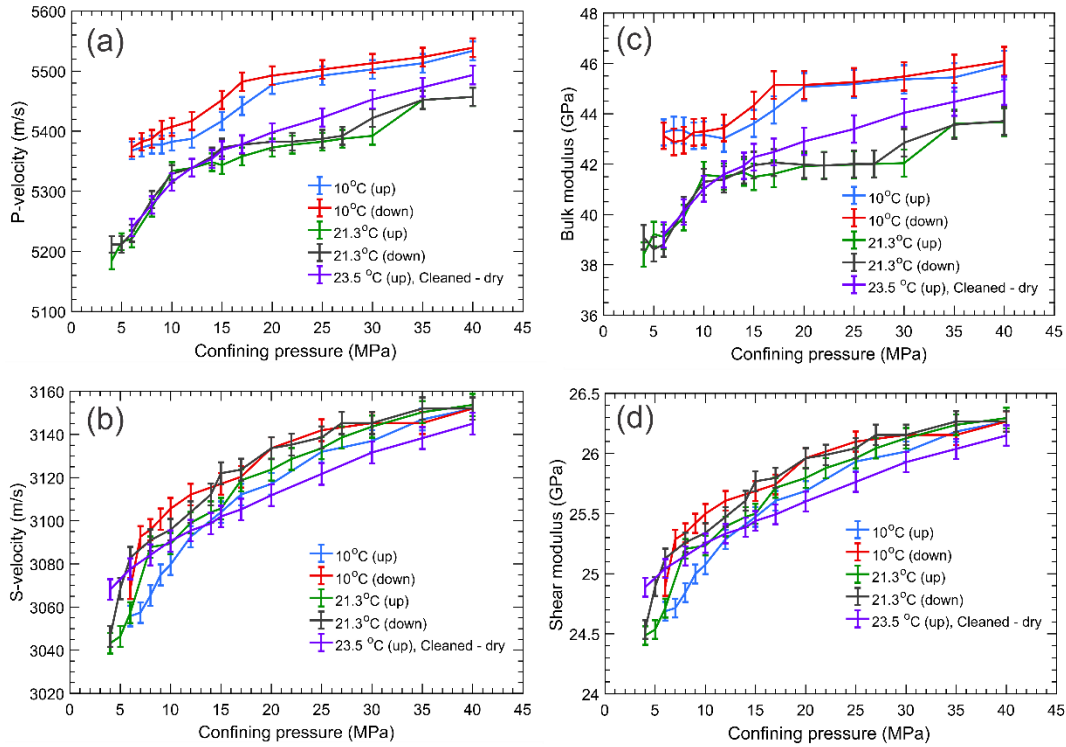 (a)
5600
5500
5400
5300
5200
5100
P-velocity (m/s)
10°C (up)
10°C (down)
21.3°C (up)
21.3°C (down)
23.5 °C (up), Cleaned - dry
0 5 10 15 20 25 30 35 40 45
Confining pressure (MPa)
(c)
48
46
44
42
40
38
36
Bulk modulus (GPa)
10°C (up)
10°C (down)
21.3°C (up)
21.3°C (down)
23.5 °C (up), Cleaned - dry
0 5 10 15 20 25 30 35 40 45
Confining pressure (MPa)
(b)
3160
3140
3120
3100
3080
3060
3040
3020
S-velocity (m/s)
10°C (up)
10°C (down)
21.3°C (up)
21.3°C (down)
23.5 °C (up), Cleaned - dry
0 5 10 15 20 25 30 35 40 45
Confining pressure (MPa)
(d)
26.5
26
25.5
25
24.5
24
Shear modulus (GPa)
10°C (up)
10°C (down)
21.3°C (up)
21.3°C (down)
23.5 °C (up), Cleaned - dry
0 5 10 15 20 25 30 35 40 45
Confining pressure (MPa)